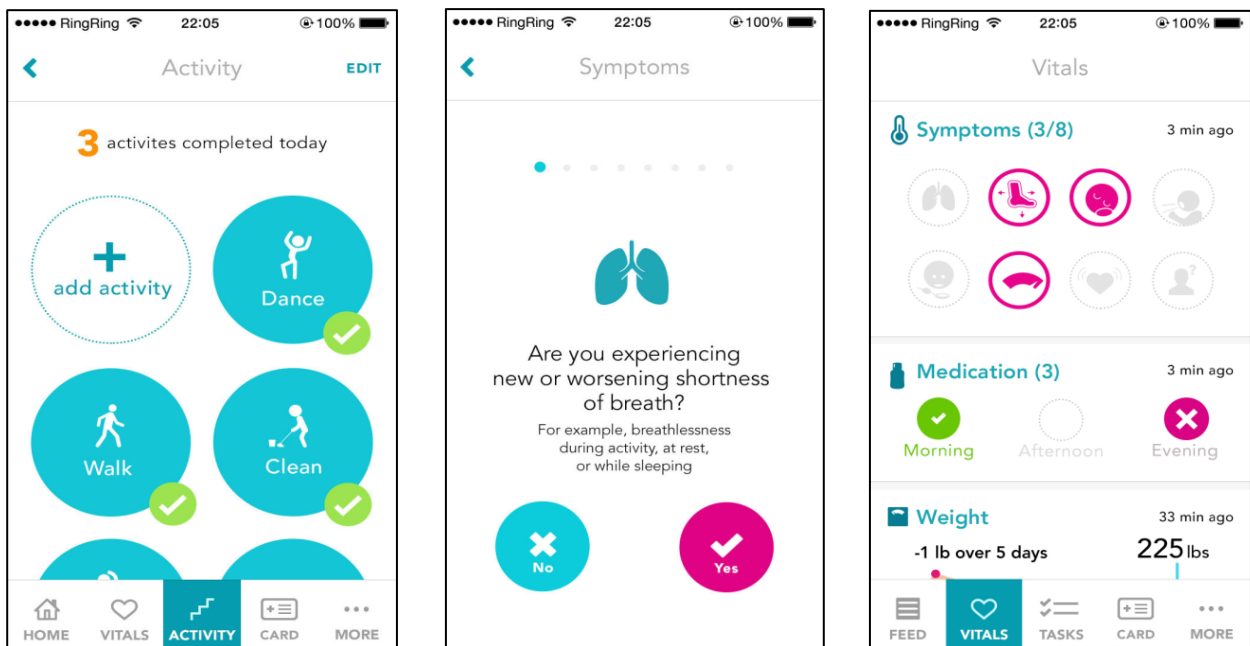 RingRing 22:05 100%
Activity EDIT
3 activites completed today
add activity
Dance
Walk
Clean
HOME VITALS ACTIVITY CARD MORE
RingRing 22:05 100%
Symptoms
Are you experiencing
new or worsening shortness
of breath?
For example, breathlessness
during activity, at rest,
or while sleeping
No Yes
RingRing 22:05 100%
Vitals
Symptoms (3/8) 3 min ago
?
Medication (3) 3 min ago
Morning Afternoon Evening
Weight 33 min ago
-1 lb over 5 days 225 lbs
FEED VITALS TASKS CARD MORE